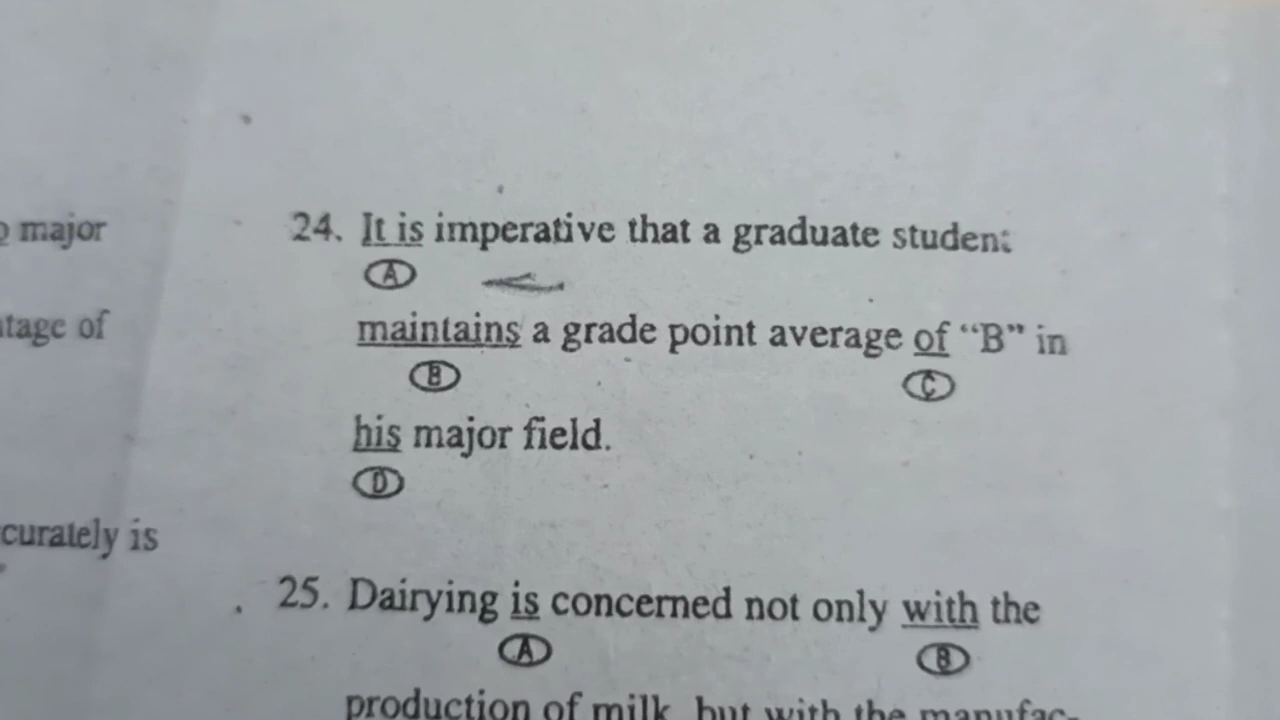 major
24. It is imperative that a graduate student
A
maintains a grade point average of “B” in
B C
tage of
his major field.
D
curately is
25. Dairying is concerned not only with the
A B
production of milk, but with the manufac-